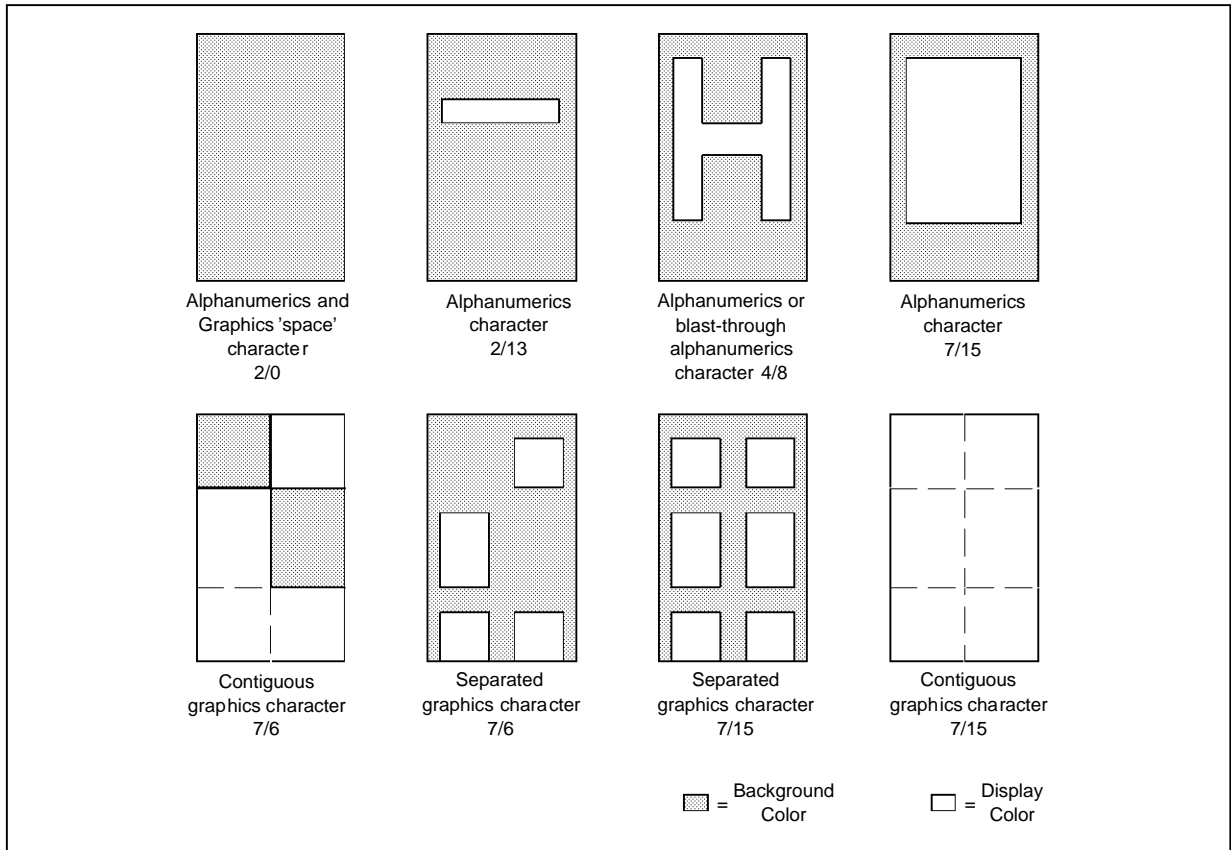 Alphanumerics and
Graphics 'space'
character
2/0
Alphanumerics
character
2/13
Alphanumerics or
blast-through
alphanumerics
character 4/8
Alphanumerics
character
7/15
Contiguous
graphics character
7/6
Separated
graphics character
7/6
Separated
graphics character
7/15
Contiguous
graphics character
7/15
= Background
Color
= Display
Color